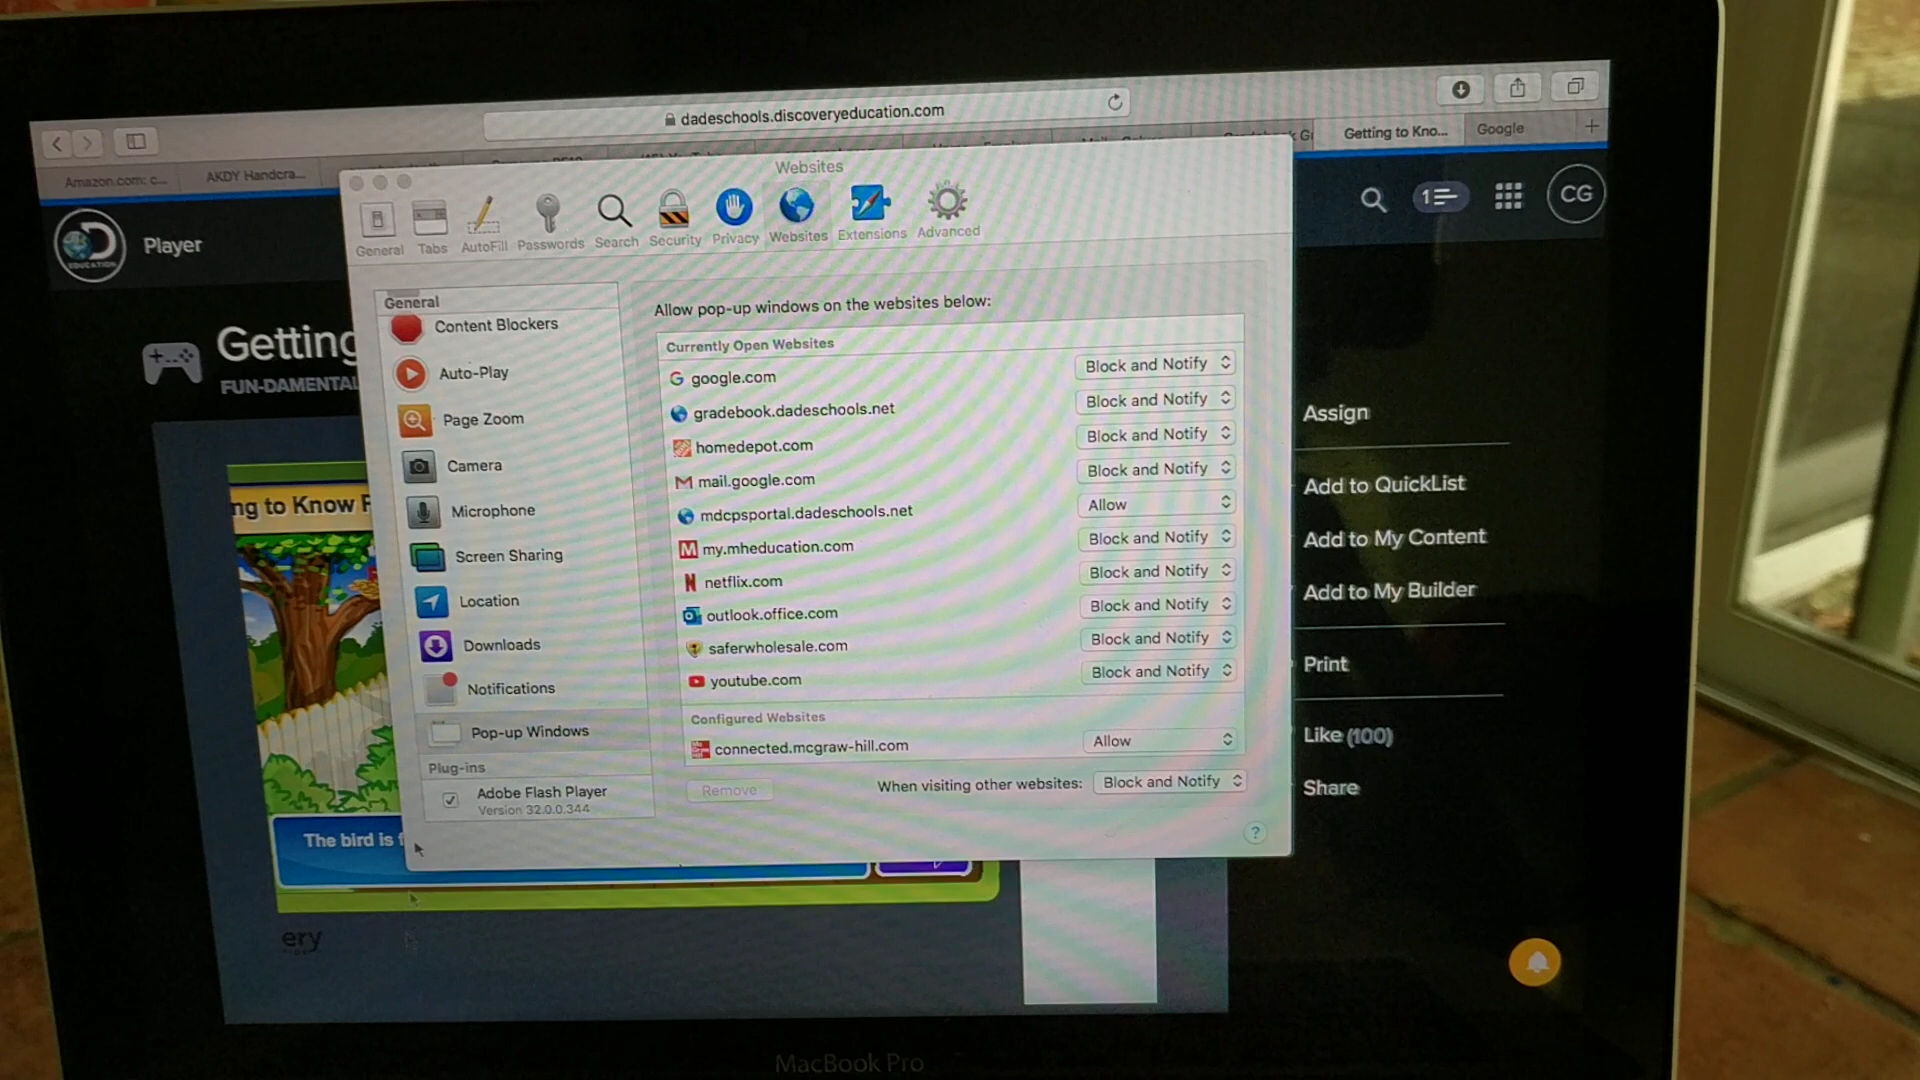 dadeschools.discoveryeducation.com
Amazon.com: c...
AKDY Handcra...
Getting to Kno...
Google
Websites
General
Tabs
AutoFill
Passwords
Search
Security
Privacy
Websites
Extensions
Advanced
EDUCATION
Player
1
CG
Getting
FUN-DAMENTAL
ng to Know
The bird is f
ery
General
Content Blockers
Auto-Play
Page Zoom
Camera
Microphone
Screen Sharing
Location
Downloads
Notifications
Pop-up Windows
Plug-ins
Adobe Flash Player
Version 32.0.0.344
Allow pop-up windows on the websites below:
Currently Open Websites
google.com Block and Notify
gradebook.dadeschools.net Block and Notify
homedepot.com Block and Notify
mail.google.com Block and Notify
mdcpsportal.dadeschools.net Allow
my.mheducation.com Block and Notify
netflix.com Block and Notify
outlook.office.com Block and Notify
saferwholesale.com Block and Notify
youtube.com Block and Notify
Configured Websites
connected.mcgraw-hill.com Allow
Remove
When visiting other websites: Block and Notify
?
Assign
Add to QuickList
Add to My Content
Add to My Builder
Print
Like (100)
Share
MacBook Pro